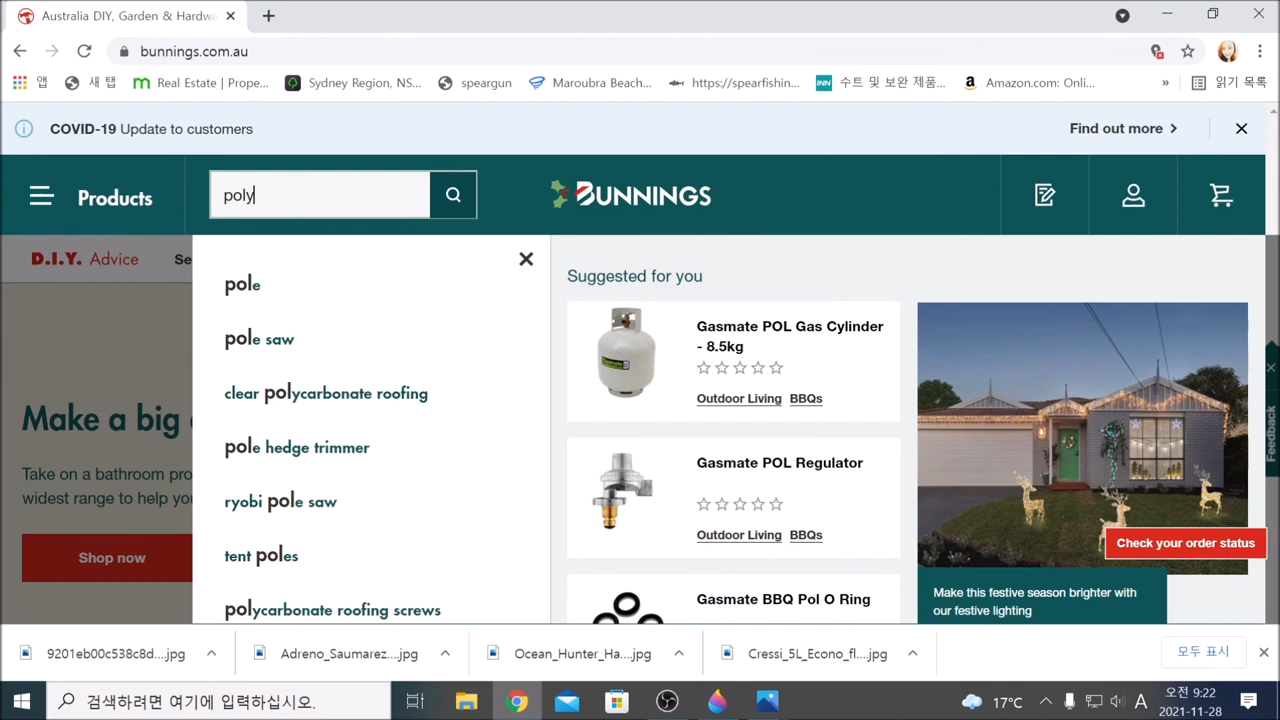 Australia DIY, Garden & Hardwa
bunnings.com.au
앱
새 탭
Real Estate | Prope...
Sydney Region, NS...
speargun
Maroubra Beach...
https://spearfishin...
수트 및 보완 제품...
Amazon.com: Onli...
»
읽기 목록
COVID-19 Update to customers
Find out more
Products
poly
BUNNINGS
D.I.Y. Advice
Se
Make a big
Take on a bathroom pro
widest range to help you
Shop now
pole
pole saw
clear polycarbonate roofing
pole hedge trimmer
ryobi pole saw
tent poles
polycarbonate roofing screws
Suggested for you
Gasmate POL Gas Cylinder
- 8.5kg
Outdoor Living BBQs
Gasmate POL Regulator
Outdoor Living BBQs
Gasmate BBQ Pol O Ring
Make this festive season brighter with
our festive lighting
Check your order status
Feedback
9201eb00c538c8d....jpg
Adreno_Saumarez....jpg
Ocean_Hunter_Ha....jpg
Cressi_5L_Econo_fl....jpg
모두 표시
검색하려면 여기에 입력하십시오.
17°C
A
오전 9:22
2021-11-28